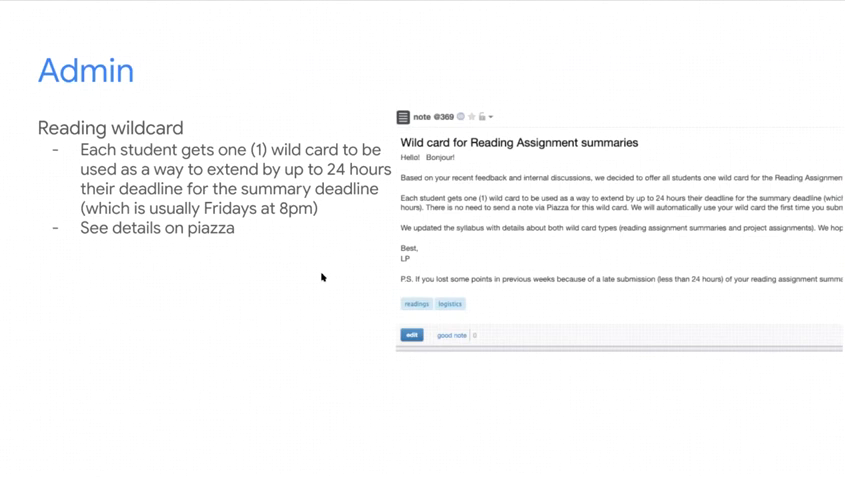 Admin
Reading wildcard
- Each student gets one (1) wild card to be
used as a way to extend by up to 24 hours
their deadline for the summary deadline
(which is usually Fridays at 8pm)
- See details on piazza
note @369
Wild card for Reading Assignment summaries
Hello! Bonjour!
Based on your recent feedback and internal discussions, we decided to offer all students one wild card for the Reading Assignmen
Each student gets one (1) wild card to be used as a way to extend by up to 24 hours their deadline for the summary deadline (whic
hours). There is no need to send a note via Piazza for this wild card. We will automatically use your wild card the first time you subm
We updated the syllabus with details about both wild card types (reading assignment summaries and project assignments). We hop
Best,
LP
P.S. If you lost some points in previous weeks because of a late submission (less than 24 hours) of your reading assignment summa
readings logistics
edit good note 0